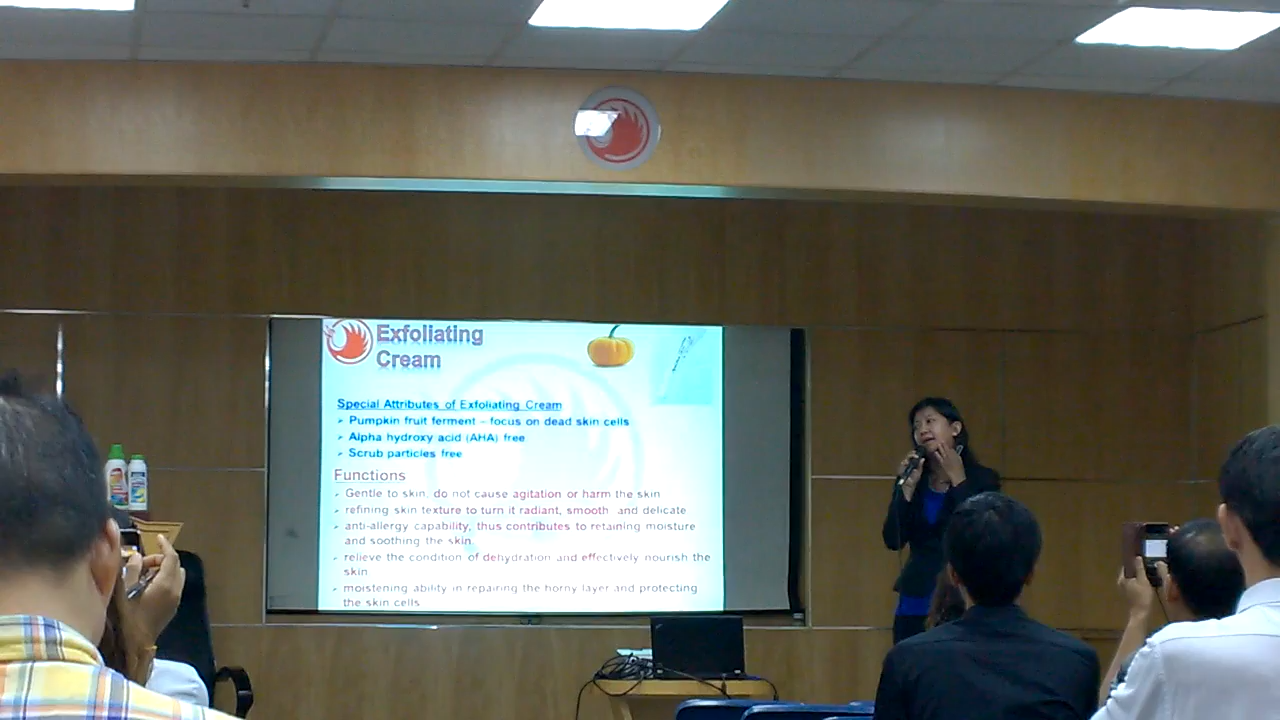 Exfoliating
Cream
Special Attributes of Exfoliating Cream
Pumpkin fruit ferment – focus on dead skin cells
Alpha hydroxy acid (AHA) free
Scrub particles free
Functions
Gentle to skin, do not cause agitation or harm the skin
refining skin texture to turn it radiant, smooth and delicate
anti-allergy capability, thus contributes to retaining moisture
and soothing the skin.
relieve the condition of dehydration and effectively nourish the
skin
moistening ability in repairing the horny layer and protecting
the skin cells